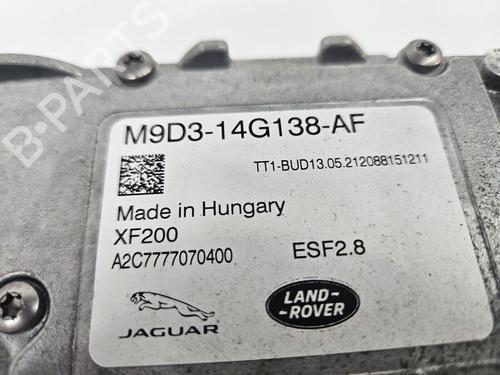 B-PARTS
M9D3-14G138-AF
TT1-BUD13.05.212088151211
Made in Hungary
XF200
A2C7777070400
ESF2.8
JAGUAR
LAND-
-ROVER